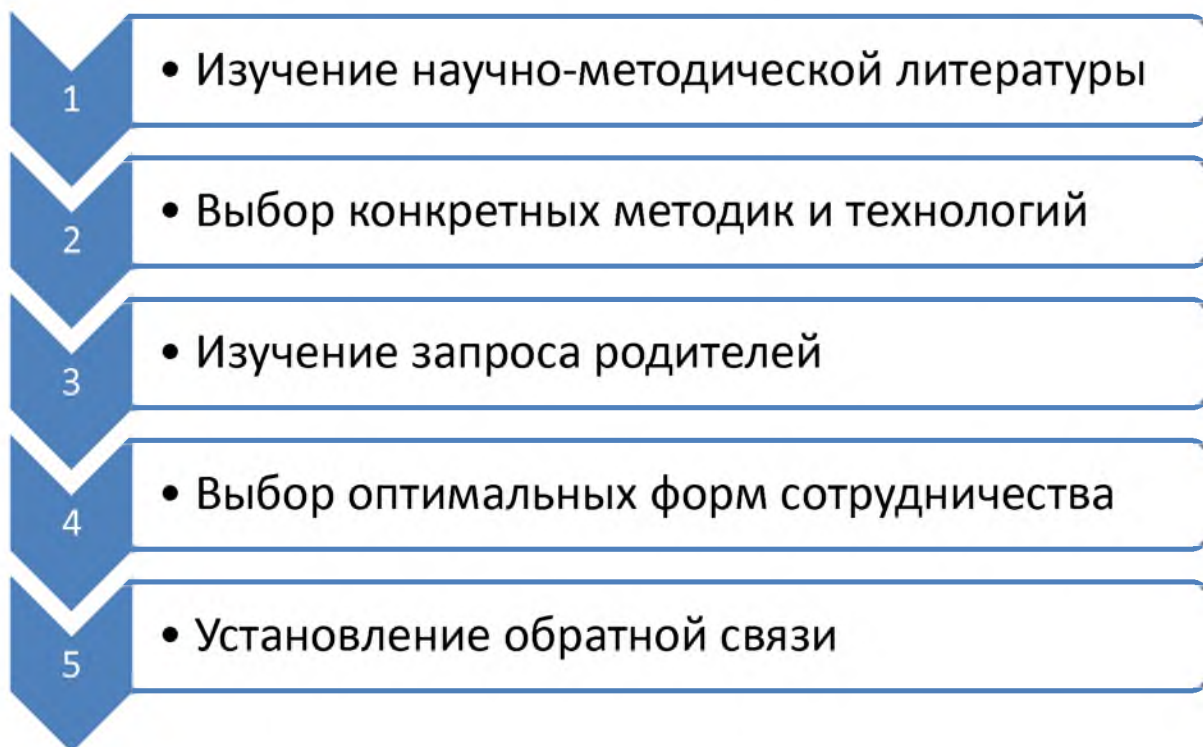 1
• Изучение научно-методической литературы
2
• Выбор конкретных методик и технологий
3
• Изучение запроса родителей
4
• Выбор оптимальных форм сотрудничества
5
• Установление обратной связи